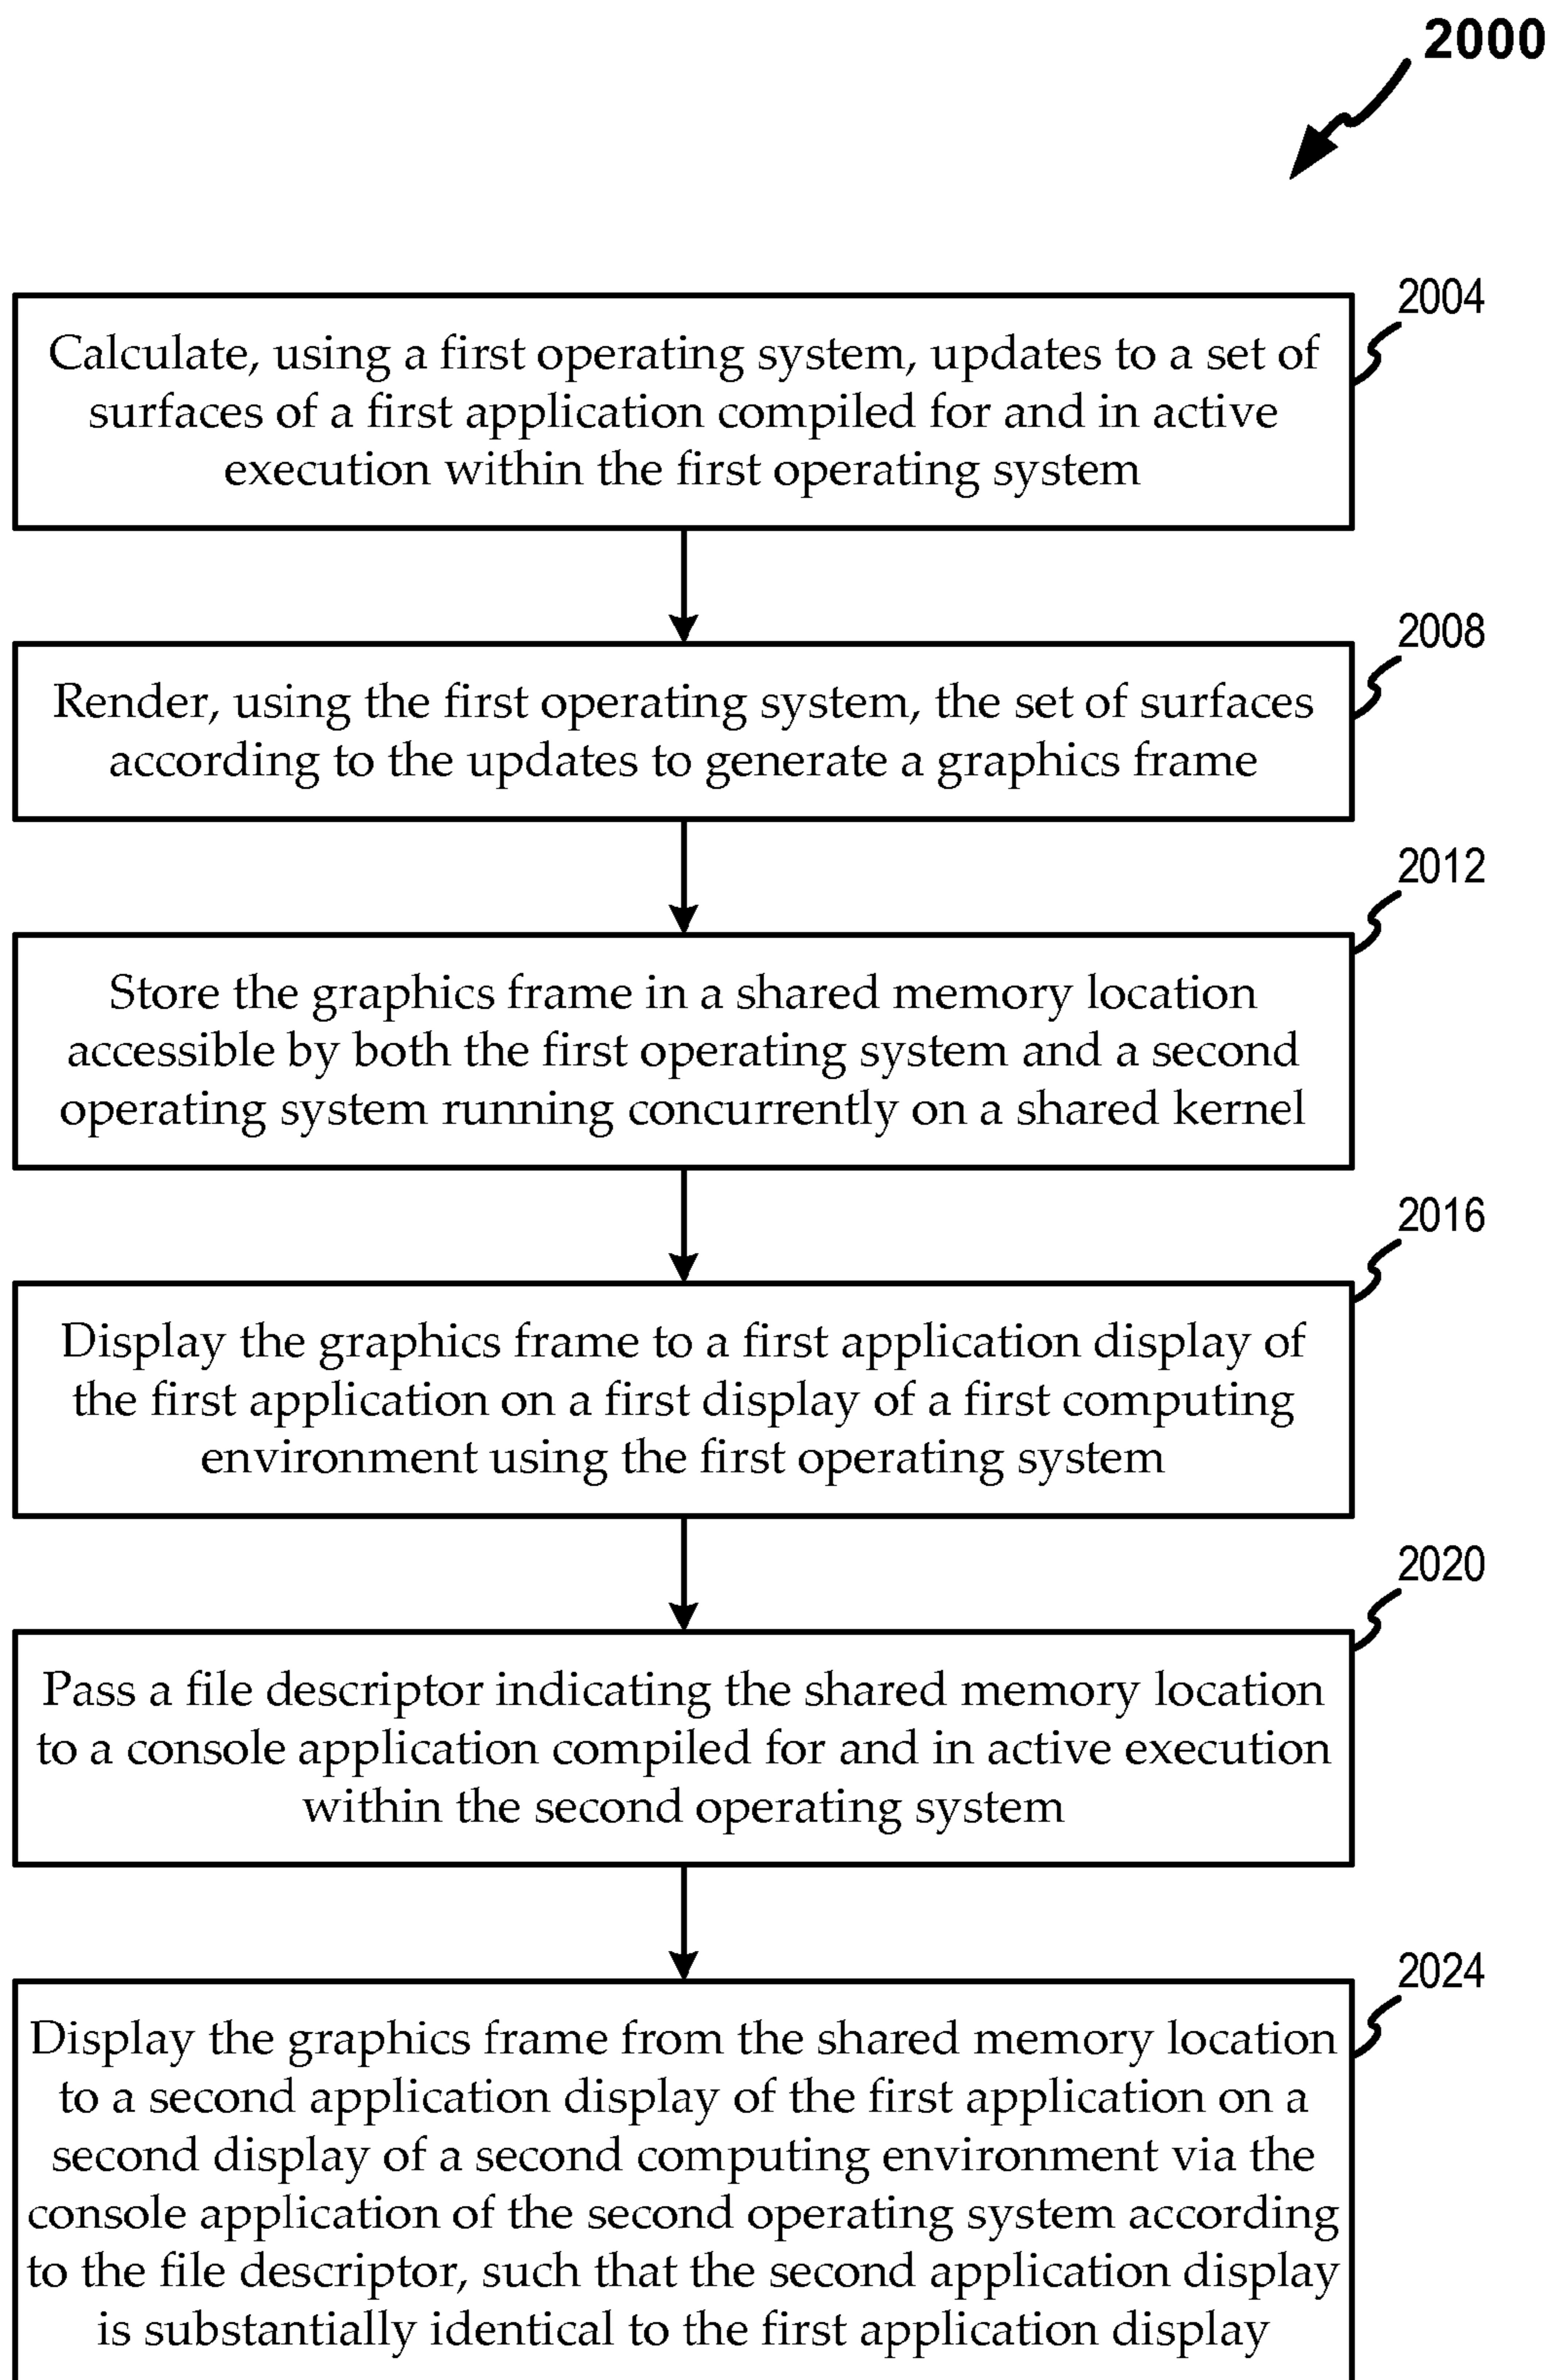 2000
2004
Calculate, using a first operating system, updates to a set of
surfaces of a first application compiled for and in active
execution within the first operating system
2008
Render, using the first operating system, the set of surfaces
according to the updates to generate a graphics frame
2012
Store the graphics frame in a shared memory location
accessible by both the first operating system and a second
operating system running concurrently on a shared kernel
2016
Display the graphics frame to a first application display of
the first application on a first display of a first computing
environment using the first operating system
2020
Pass a file descriptor indicating the shared memory location
to a console application compiled for and in active execution
within the second operating system
2024
Display the graphics frame from the shared memory location
to a second application display of the first application on a
second display of a second computing environment via the
console application of the second operating system according
to the file descriptor, such that the second application display
is substantially identical to the first application display